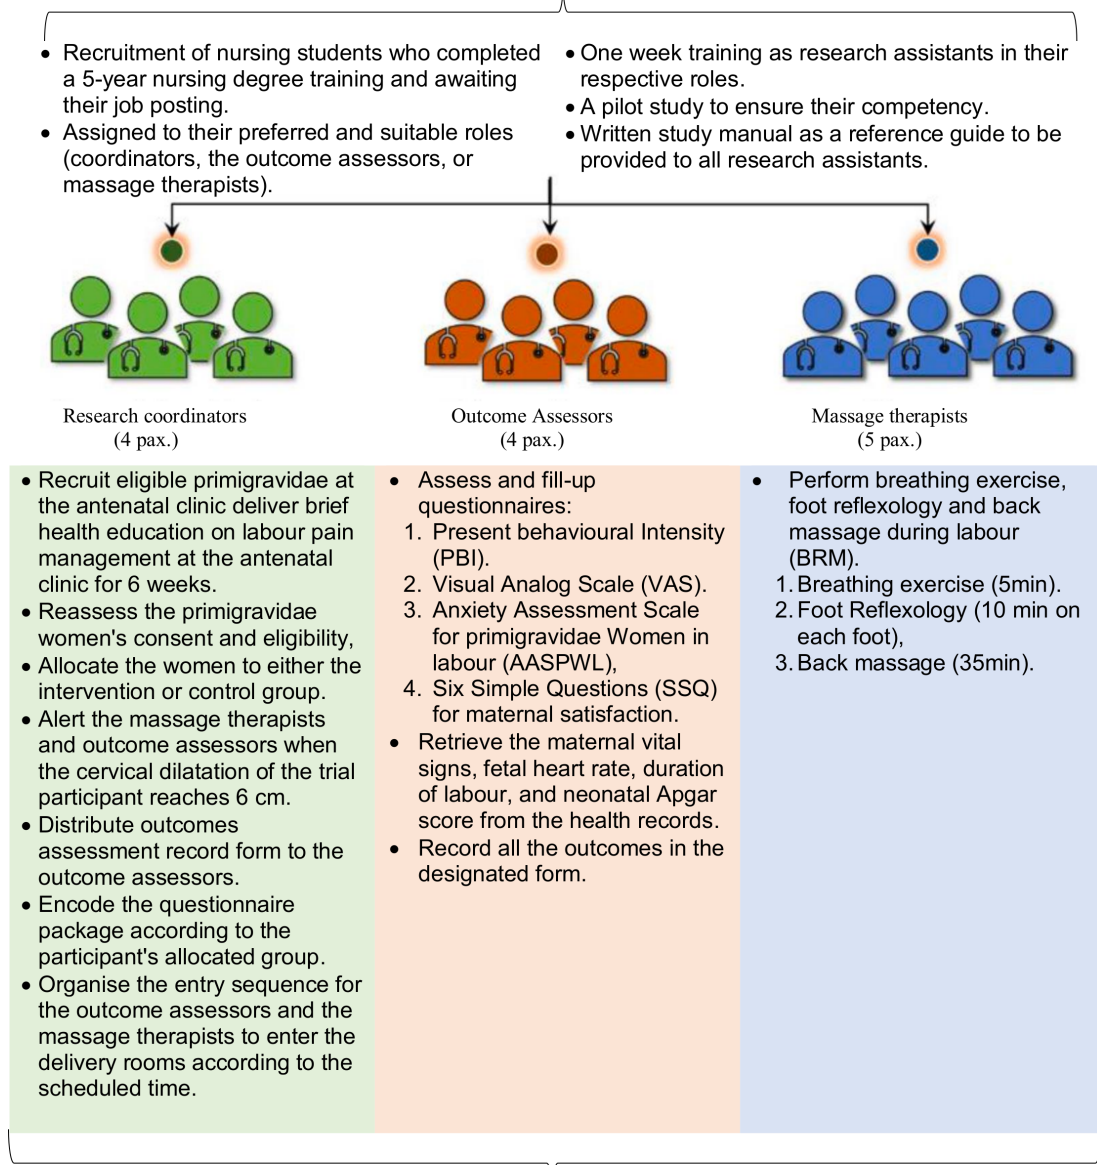 • Recruitment of nursing students who completed
a 5-year nursing degree training and awaiting
their job posting.
• Assigned to their preferred and suitable roles
(coordinators, the outcome assessors, or
massage therapists).
• One week training as research assistants in their
respective roles.
• A pilot study to ensure their competency.
• Written study manual as a reference guide to be
provided to all research assistants.
Research coordinators
(4 pax.)
Outcome Assessors
(4 pax.)
Massage therapists
(5 pax.)
• Recruit eligible primigravidae at
the antenatal clinic deliver brief
health education on labour pain
management at the antenatal
clinic for 6 weeks.
• Reassess the primigravidae
women's consent and eligibility,
• Allocate the women to either the
intervention or control group.
• Alert the massage therapists
and outcome assessors when
the cervical dilatation of the trial
participant reaches 6 cm.
• Distribute outcomes
assessment record form to the
outcome assessors.
• Encode the questionnaire
package according to the
participant's allocated group.
• Organise the entry sequence for
the outcome assessors and the
massage therapists to enter the
delivery rooms according to the
scheduled time.
• Assess and fill-up
questionnaires:
1. Present behavioural Intensity
(PBI).
2. Visual Analog Scale (VAS).
3. Anxiety Assessment Scale
for primigravidae Women in
labour (AASPWL),
4. Six Simple Questions (SSQ)
for maternal satisfaction.
• Retrieve the maternal vital
signs, fetal heart rate, duration
of labour, and neonatal Apgar
score from the health records.
• Record all the outcomes in the
designated form.
• Perform breathing exercise,
foot reflexology and back
massage during labour
(BRM).
1. Breathing exercise (5min).
2. Foot Reflexology (10 min on
each foot),
3. Back massage (35min).